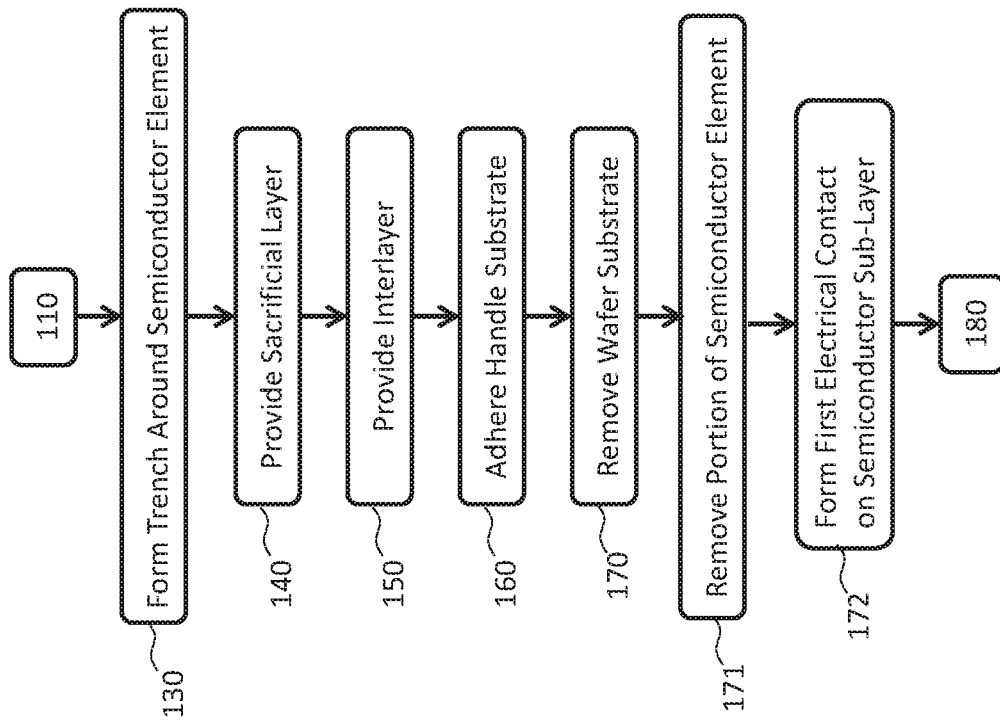 110
130
Form Trench Around Semiconductor Element
140
Provide Sacrificial Layer
150
Provide Interlayer
160
Adhere Handle Substrate
170
Remove Wafer Substrate
171
Remove Portion of Semiconductor Element
172
Form First Electrical Contact
on Semiconductor Sub-Layer
180